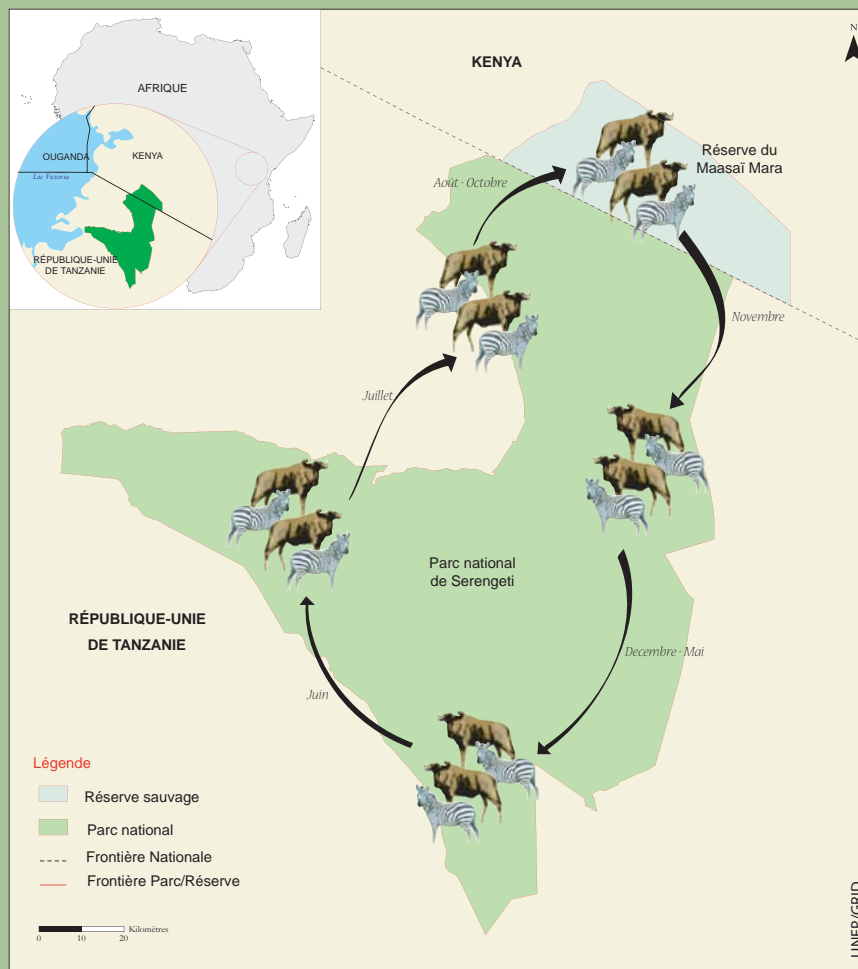 AFRIQUE
OUGANDA
KENYA
Lac Victoria
RÉPUBLIQUE-UNIE
DE TANZANIE
KENYA
N
Réserve du
Maasaï Mara
Août - Octobre
Novembre
Juillet
Parc national
de Serengeti
RÉPUBLIQUE-UNIE
DE TANZANIE
Decembre - Mai
Juin
Légende
Réserve sauvage
Parc national
Frontière Nationale
Frontière Parc/Réserve
Kilomètres
0 10 20
UNEP/GRID